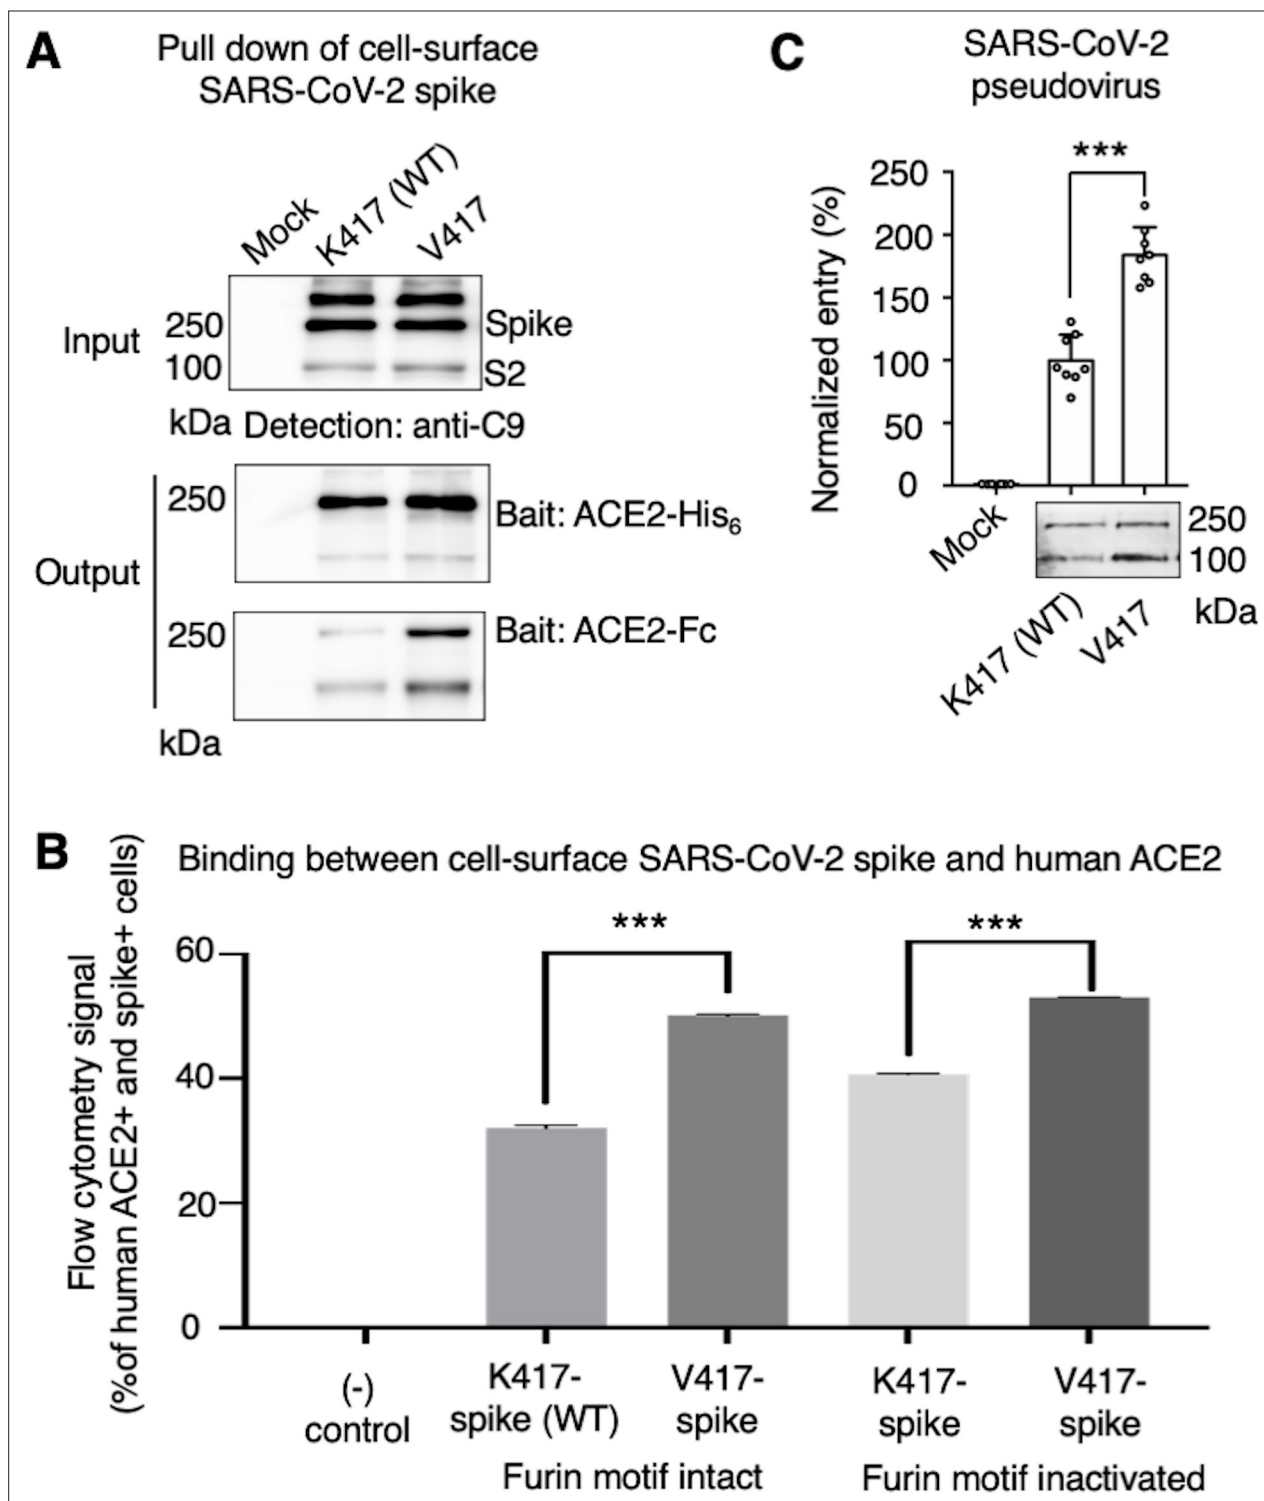 A
Pull down of cell-surface
SARS-CoV-2 spike
Mock
K417 (WT)
V417
Input
250
100
Spike
S2
kDa
Detection: anti-C9
Output
250
Bait: ACE2-His6
250
Bait: ACE2-Fc
kDa
C
SARS-CoV-2
pseudovirus
***
Normalized entry (%)
250
200
150
100
50
0
Mock
250
100
kDa
K417 (WT)
V417
B
Binding between cell-surface SARS-CoV-2 spike and human ACE2
Flow cytometry signal
(%of human ACE2+ and spike+ cells)
60
40
20
0
***
***
(-)
control
K417-
spike (WT)
V417-
spike
K417-
spike
V417-
spike
Furin motif intact
Furin motif inactivated